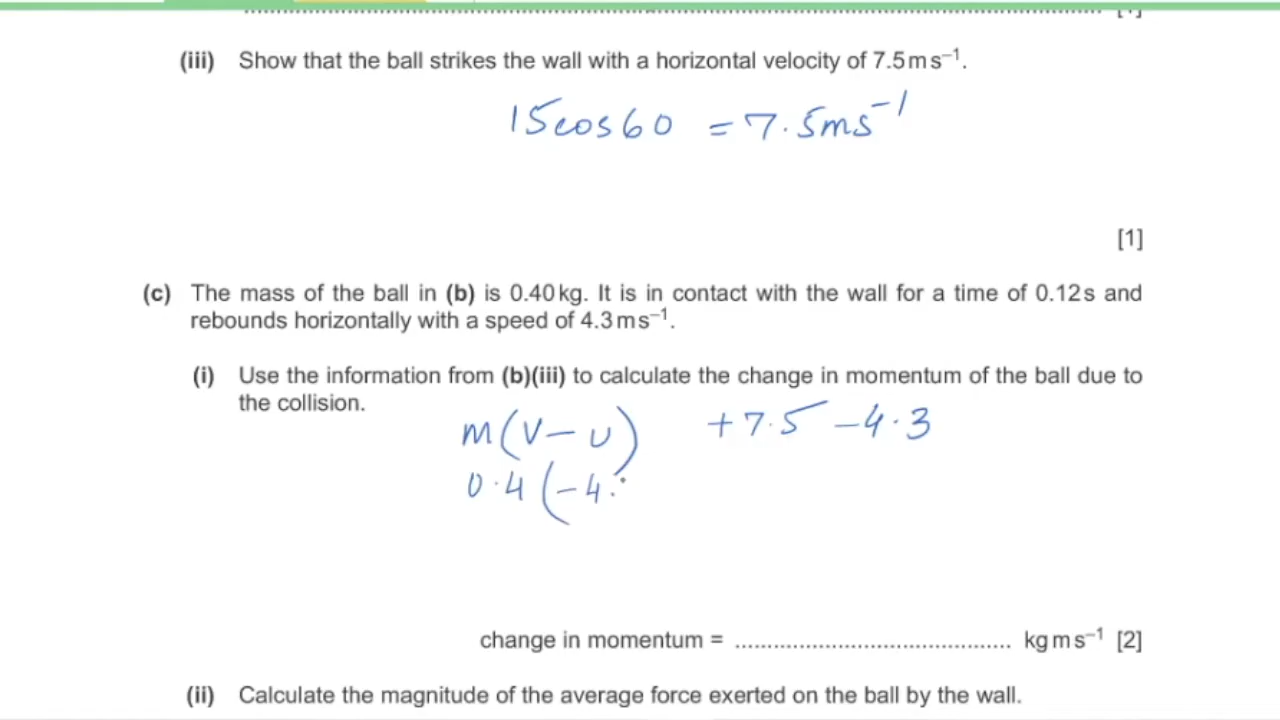 (iii) Show that the ball strikes the wall with a horizontal velocity of 7.5 m s⁻¹.
15cos60 = 7.5ms⁻¹
[1]
(c) The mass of the ball in (b) is 0.40 kg. It is in contact with the wall for a time of 0.12 s and
rebounds horizontally with a speed of 4.3 m s⁻¹.
(i) Use the information from (b)(iii) to calculate the change in momentum of the ball due to
the collision.
m(v-u) +7.5 -4.3
0.4(-4.
change in momentum = .......................................... kg m s⁻¹ [2]
(ii) Calculate the magnitude of the average force exerted on the ball by the wall.